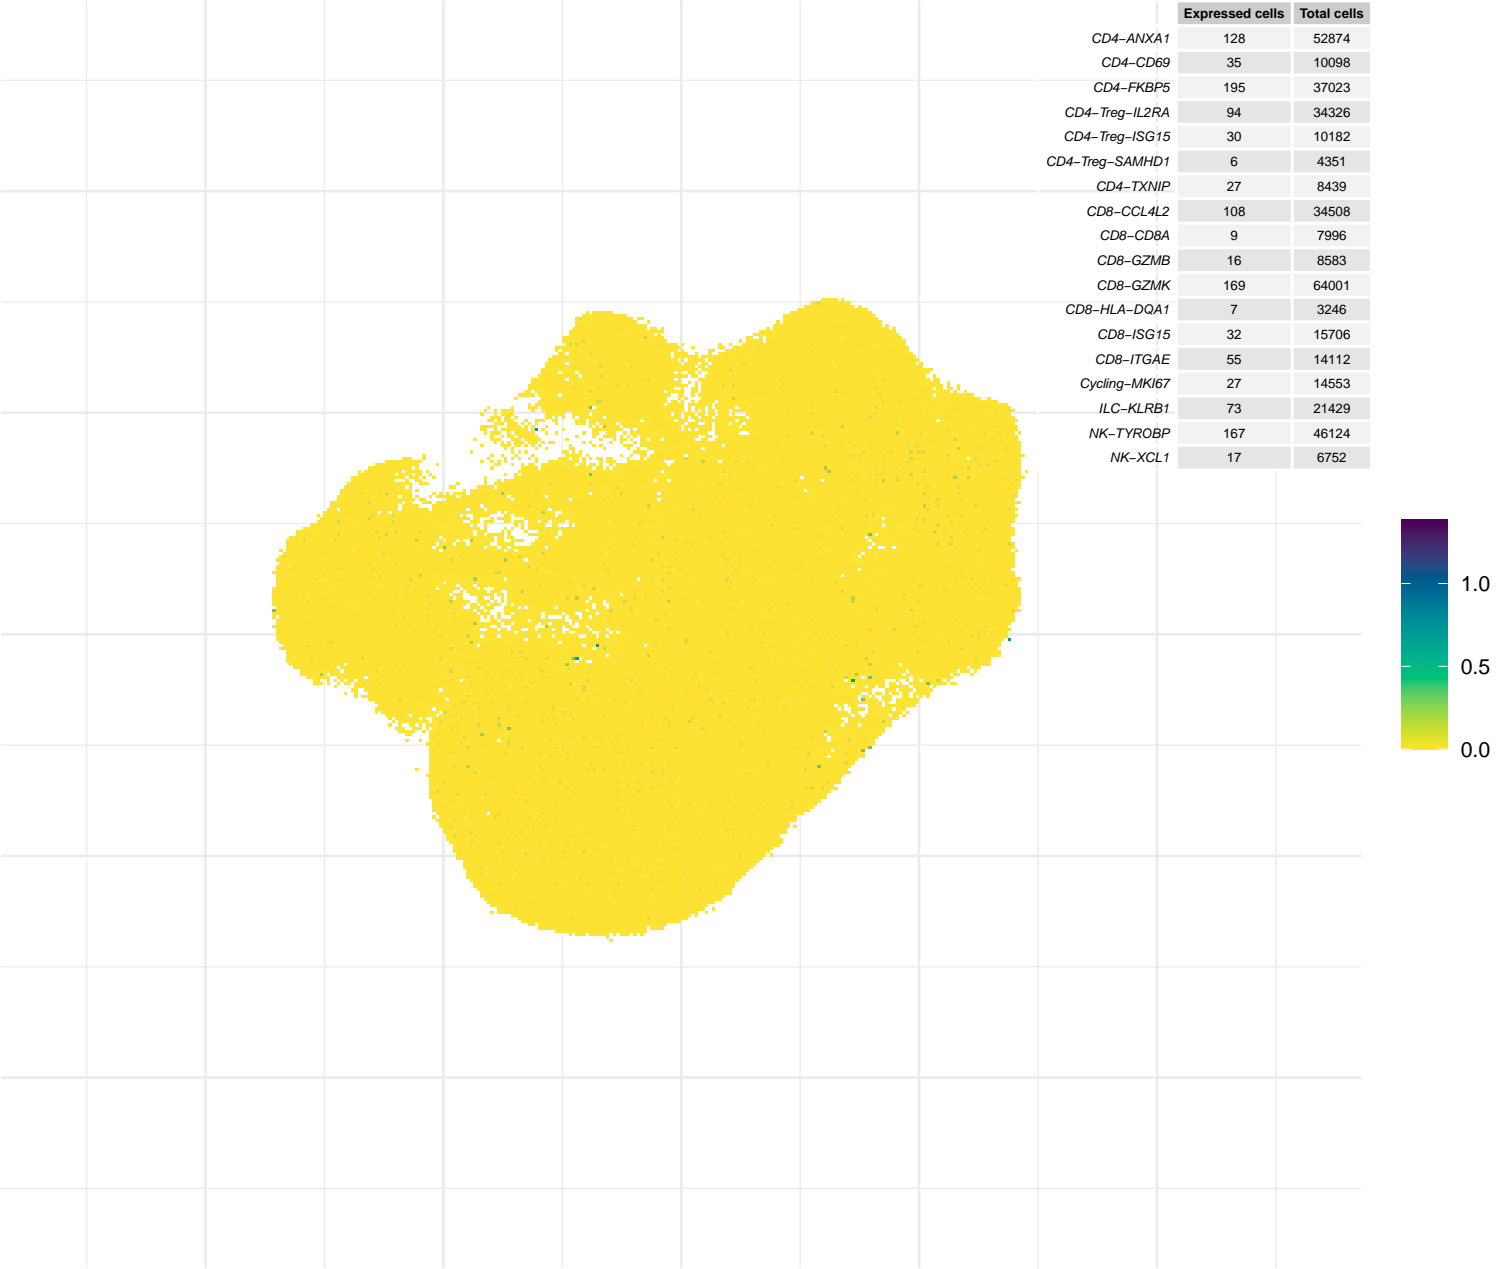 Expressed cells Total cells
CD4−ANXA1 128 52874
CD4−CD69 35 10098
CD4−FKBP5 195 37023
CD4−Treg−IL2RA 94 34326
CD4−Treg−ISG15 30 10182
CD4−Treg−SAMHD1 6 4351
CD4−TXNIP 27 8439
CD8−CCL4L2 108 34508
CD8−CD8A 9 7996
CD8−GZMB 16 8583
CD8−GZMK 169 64001
CD8−HLA−DQA1 7 3246
CD8−ISG15 32 15706
CD8−ITGAE 55 14112
Cycling−MKI67 27 14553
ILC−KLRB1 73 21429
NK−TYROBP 167 46124
NK−XCL1 17 6752
1.0
0.5
0.0